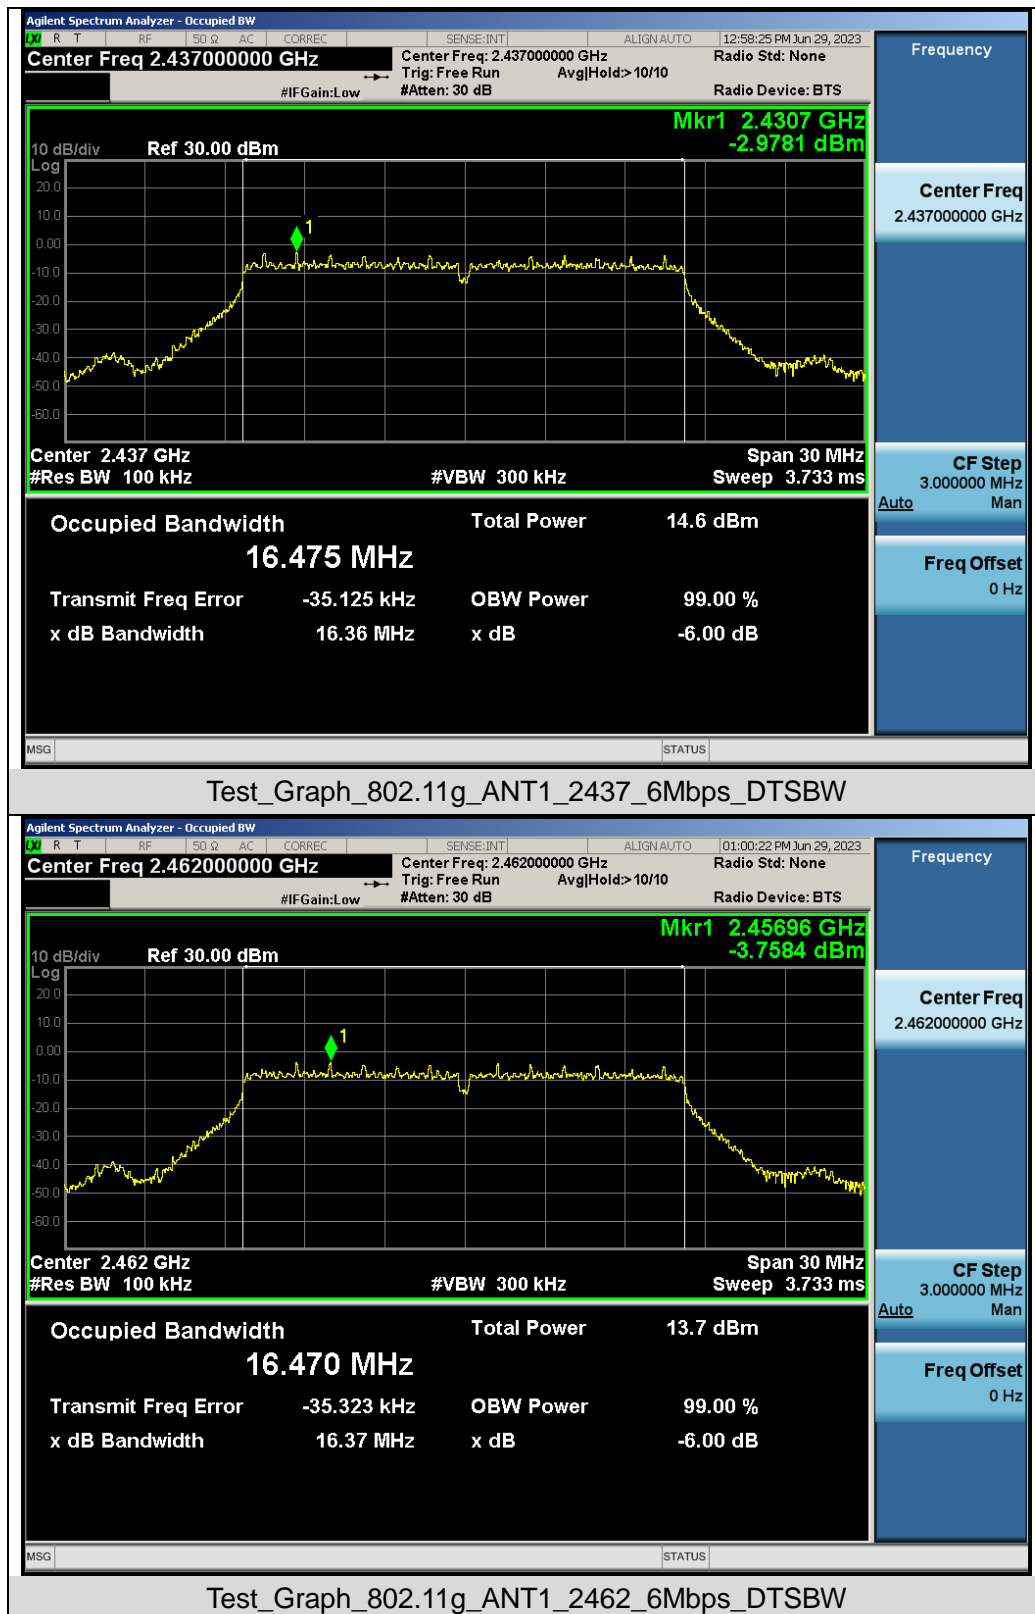 Agilent Spectrum Analyzer - Occupied BW
LXI R T RF 50 Ω AC CORREC SENSE:INT ALIGN AUTO 12:58:25 PM Jun 29, 2023
Center Freq 2.437000000 GHz
Center Freq: 2.437000000 GHz
Radio Std: None
Trig: Free Run Avg|Hold:> 10/10
#IFGain:Low #Atten: 30 dB Radio Device: BTS
Frequency
Mkr1 2.4307 GHz
-2.9781 dBm
10 dB/div Ref 30.00 dBm
Log
20.0
10.0
0.00
-10.0
-20.0
-30.0
-40.0
-50.0
-60.0
1
Center 2.437 GHz Span 30 MHz
#Res BW 100 kHz #VBW 300 kHz Sweep 3.733 ms
Center Freq
2.437000000 GHz
CF Step
3.000000 MHz
Auto Man
Freq Offset
0 Hz
Occupied Bandwidth Total Power 14.6 dBm
16.475 MHz
Transmit Freq Error -35.125 kHz OBW Power 99.00 %
x dB Bandwidth 16.36 MHz x dB -6.00 dB
MSG STATUS
Test_Graph_802.11g_ANT1_2437_6Mbps_DTSBW
Agilent Spectrum Analyzer - Occupied BW
LXI R T RF 50 Ω AC CORREC SENSE:INT ALIGN AUTO 01:00:22 PM Jun 29, 2023
Center Freq 2.462000000 GHz
Center Freq: 2.462000000 GHz
Radio Std: None
Trig: Free Run Avg|Hold:> 10/10
#IFGain:Low #Atten: 30 dB Radio Device: BTS
Frequency
Mkr1 2.45696 GHz
-3.7584 dBm
10 dB/div Ref 30.00 dBm
Log
20.0
10.0
0.00
-10.0
-20.0
-30.0
-40.0
-50.0
-60.0
1
Center 2.462 GHz Span 30 MHz
#Res BW 100 kHz #VBW 300 kHz Sweep 3.733 ms
Center Freq
2.462000000 GHz
CF Step
3.000000 MHz
Auto Man
Freq Offset
0 Hz
Occupied Bandwidth Total Power 13.7 dBm
16.470 MHz
Transmit Freq Error -35.323 kHz OBW Power 99.00 %
x dB Bandwidth 16.37 MHz x dB -6.00 dB
MSG STATUS
Test_Graph_802.11g_ANT1_2462_6Mbps_DTSBW